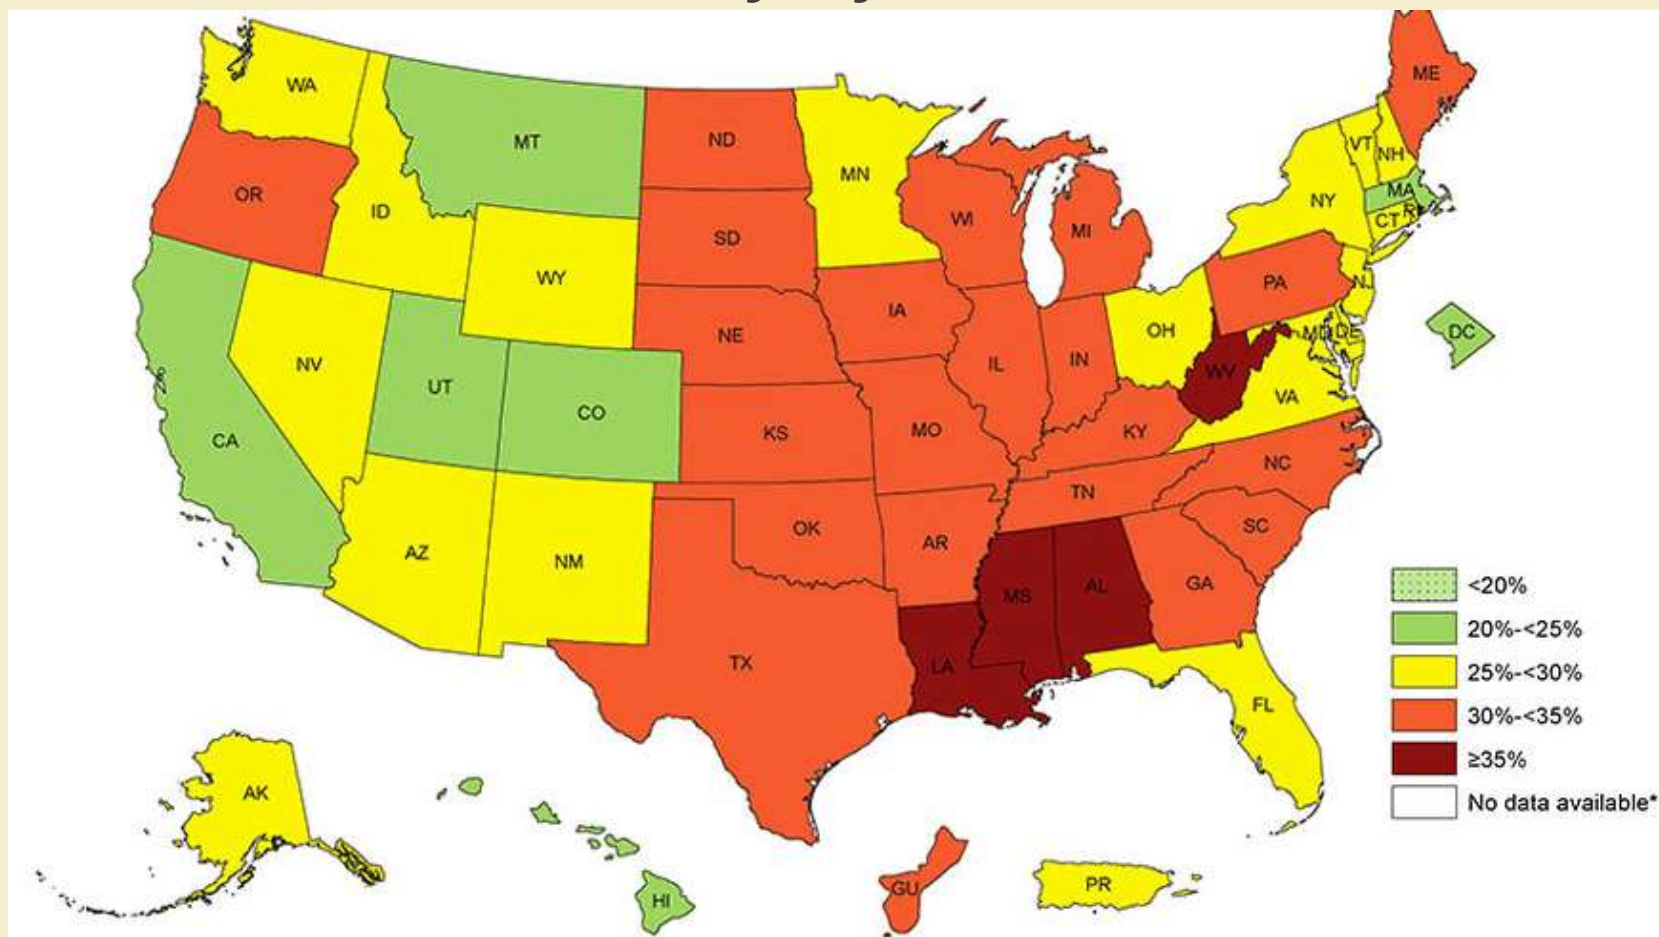 ME
WA
MT
ND
VT
NH
MN
OR
MA
ID
NY
WI
CT
R
MI
SD
WY
PA
NJ
IA
OH
MD
DE
DC
NE
NV
IL
IN
WV
UT
VA
CO
CA
KS
MO
KY
NC
TN
OK
SC
AR
AZ
NM
GA
MS
AL
TX
LA
FL
AK
HI
GU
PR
<20%
20%-<25%
25%-<30%
30%-<35%
≥35%
No data available*